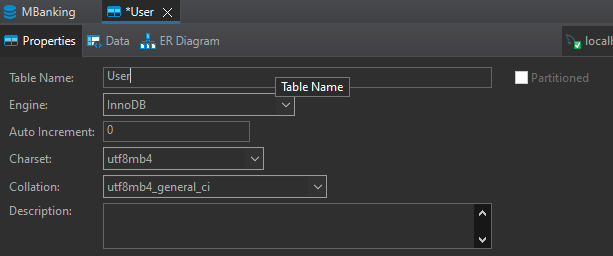 MBanking *User
Properties Data ER Diagram localh
Table Name: User Partitioned
Table Name
Engine: InnoDB
Auto Increment: 0
Charset: utf8mb4
Collation: utf8mb4_general_ci
Description: